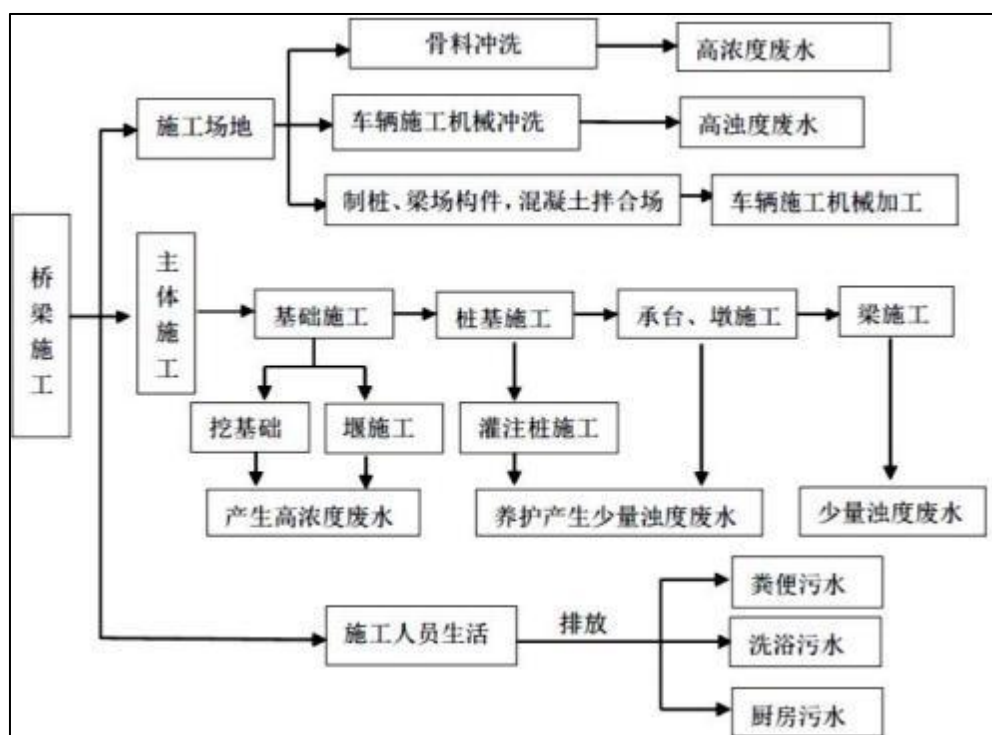 骨料冲洗
高浓度废水
施工场地
车辆施工机械冲洗
高浊度废水
制桩、梁场构件，混凝土拌合场
车辆施工机械加工
桥梁施工
主体施工
基础施工
桩基施工
承台、墩施工
梁施工
挖基础
堰施工
灌注桩施工
产生高浓度废水
养护产生少量浊度废水
少量浊度废水
施工人员生活
排放
粪便污水
洗浴污水
厨房污水